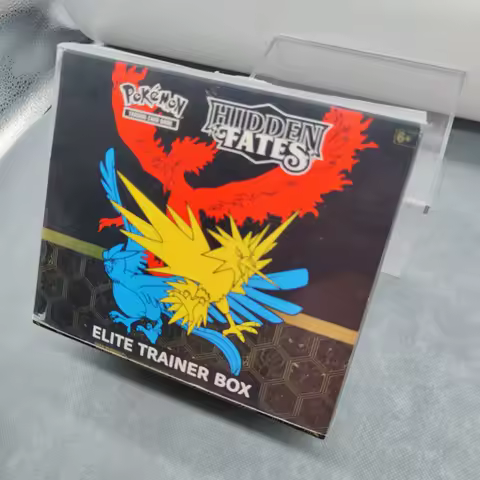 Pokémon
TRADING CARD GAME
HIDDEN
FATES
6+
ELITE TRAINER BOX